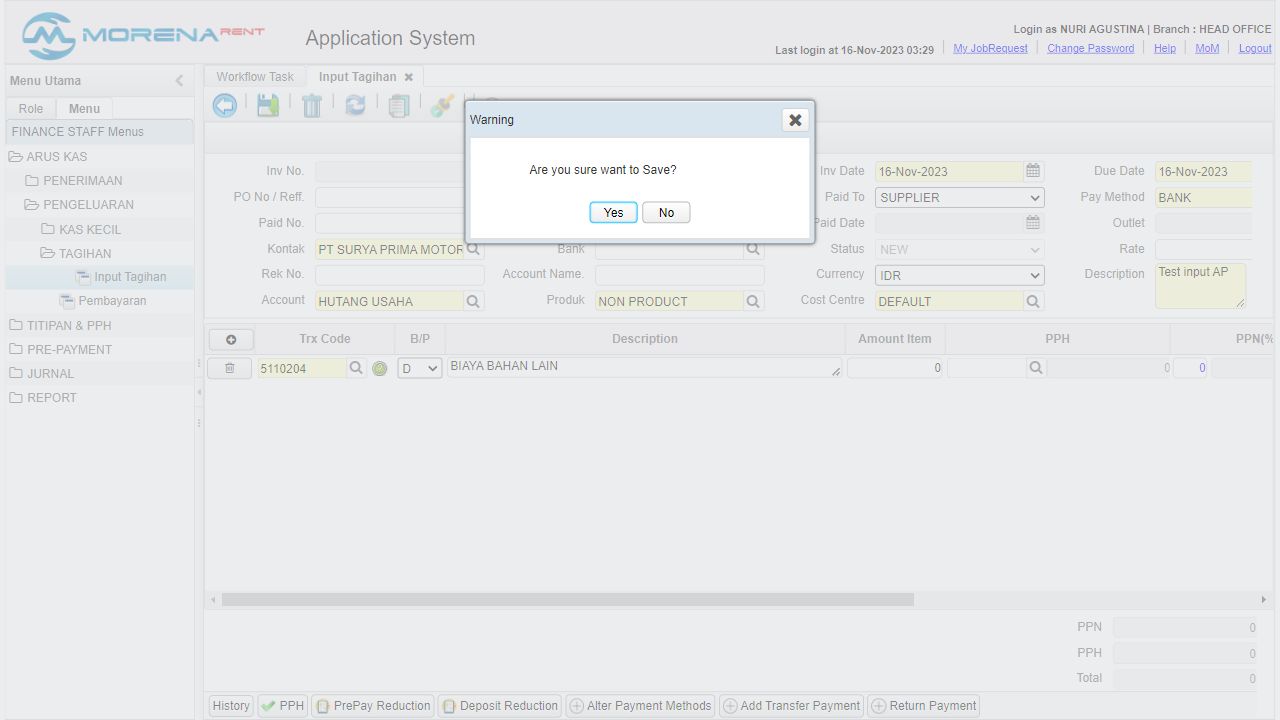 MORENA RENT
Application System
Login as NURI AGUSTINA | Branch : HEAD OFFICE
Last login at 16-Nov-2023 03:29
My JobRequest
Change Password
Help
MoM
Logout
Menu Utama
Role
Menu
FINANCE STAFF Menus
ARUS KAS
PENERIMAAN
PENGELUARAN
KAS KECIL
TAGIHAN
Input Tagihan
Pembayaran
TITIPAN & PPH
PRE-PAYMENT
JURNAL
REPORT
Workflow Task
Input Tagihan
Warning
Are you sure want to Save?
Yes
No
Inv No.
Inv Date 16-Nov-2023
Due Date 16-Nov-2023
PO No / Reff.
Paid To SUPPLIER
Pay Method BANK
Paid No.
Paid Date
Outlet
Kontak PT SURYA PRIMA MOTOR
Bank
Status NEW
Rate
Rek No.
Account Name.
Currency IDR
Description Test input AP
Account HUTANG USAHA
Produk NON PRODUCT
Cost Centre DEFAULT
Trx Code B/P Description Amount Item PPH PPN(%
5110204 D BIAYA BAHAN LAIN 0 0 0
PPN 0
PPH 0
Total 0
History
PPH
PrePay Reduction
Deposit Reduction
Alter Payment Methods
Add Transfer Payment
Return Payment